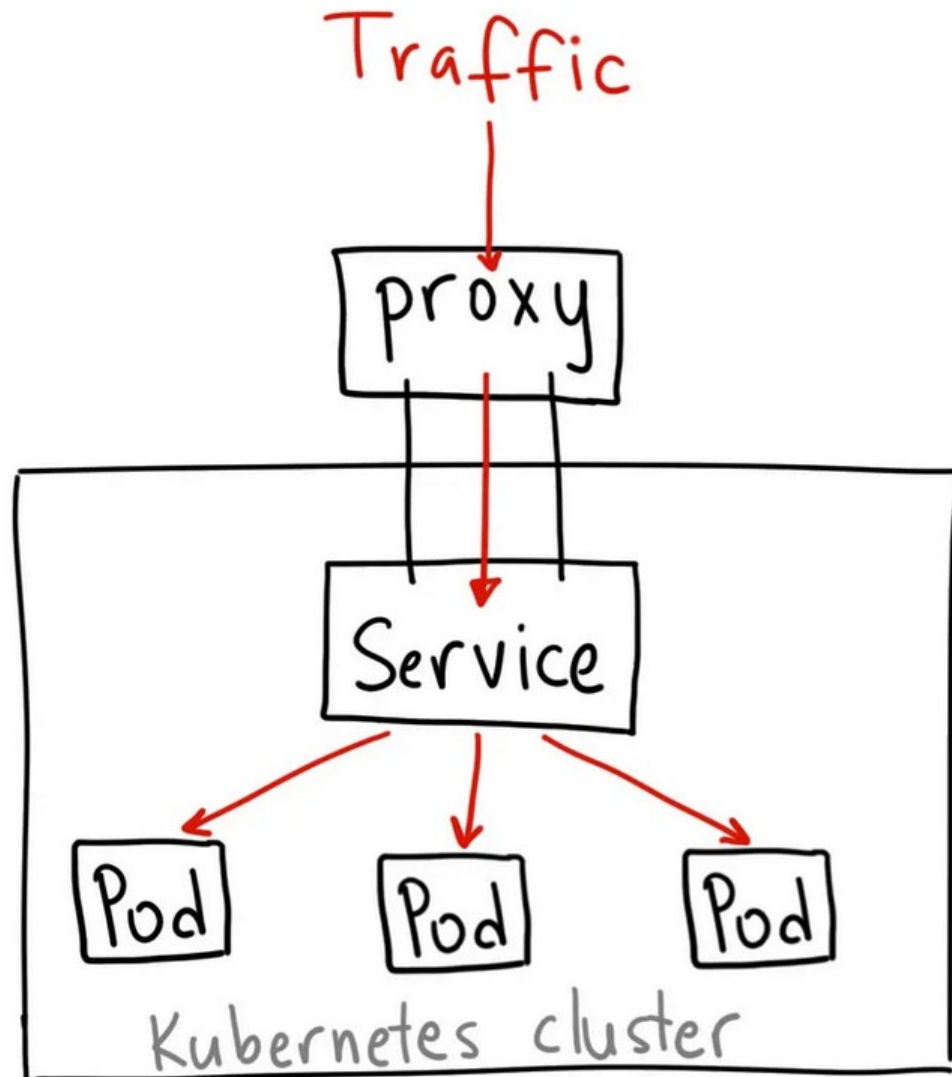 Traffic
proxy
Service
Pod
Pod
Pod
Kubernetes cluster